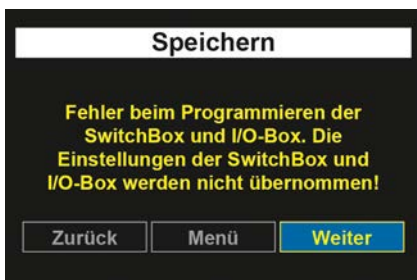 Speichern
Fehler beim Programmieren der
SwitchBox und I/O-Box. Die
Einstellungen der SwitchBox und
I/O-Box werden nicht übernommen!
Zurück Menü Weiter